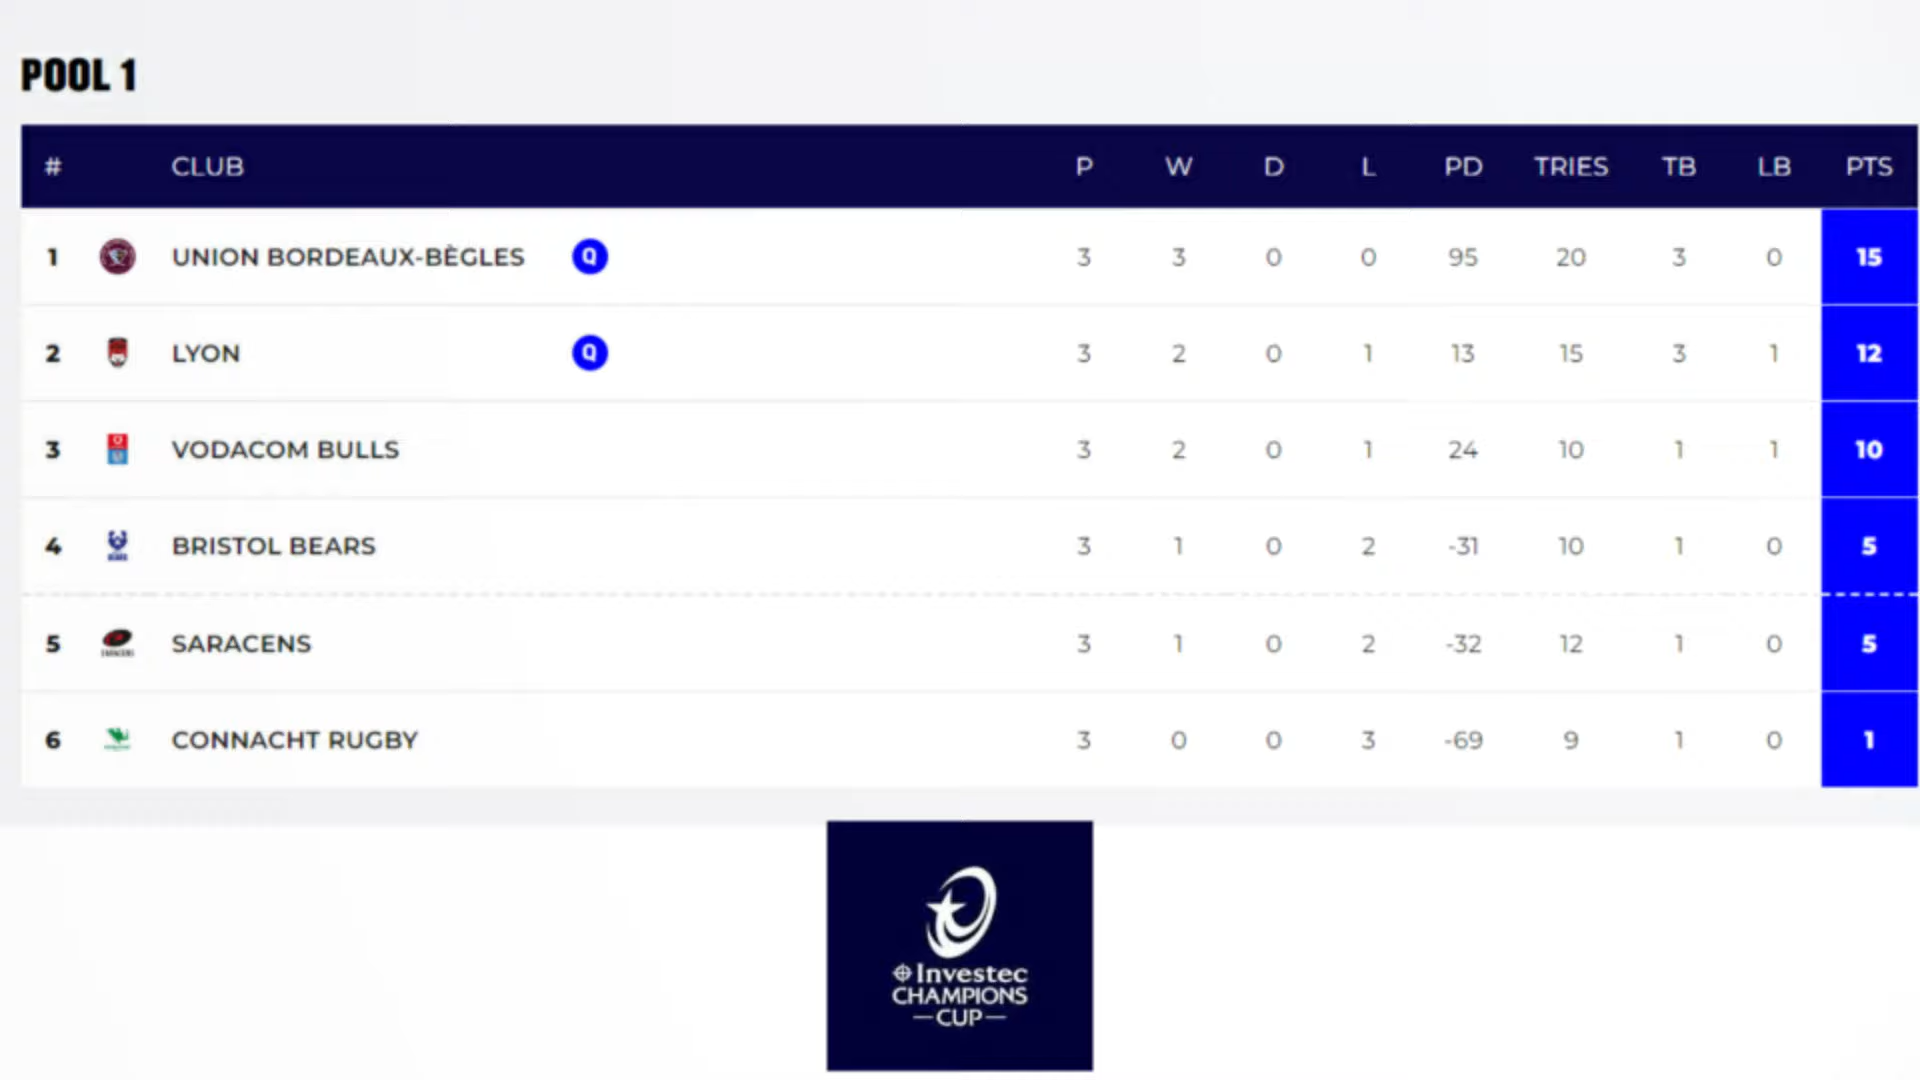 POOL 1
# CLUB P W D L PD TRIES TB LB PTS
1 UNION BORDEAUX-BÈGLES Q 3 3 0 0 95 20 3 0 15
2 LYON Q 3 2 0 1 13 15 3 1 12
3 VODACOM BULLS 3 2 0 1 24 10 1 1 10
4 BRISTOL BEARS 3 1 0 2 -31 10 1 0 5
5 SARACENS 3 1 0 2 -32 12 1 0 5
6 CONNACHT RUGBY 3 0 0 3 -69 9 1 0 1
Investec
CHAMPIONS
CUP